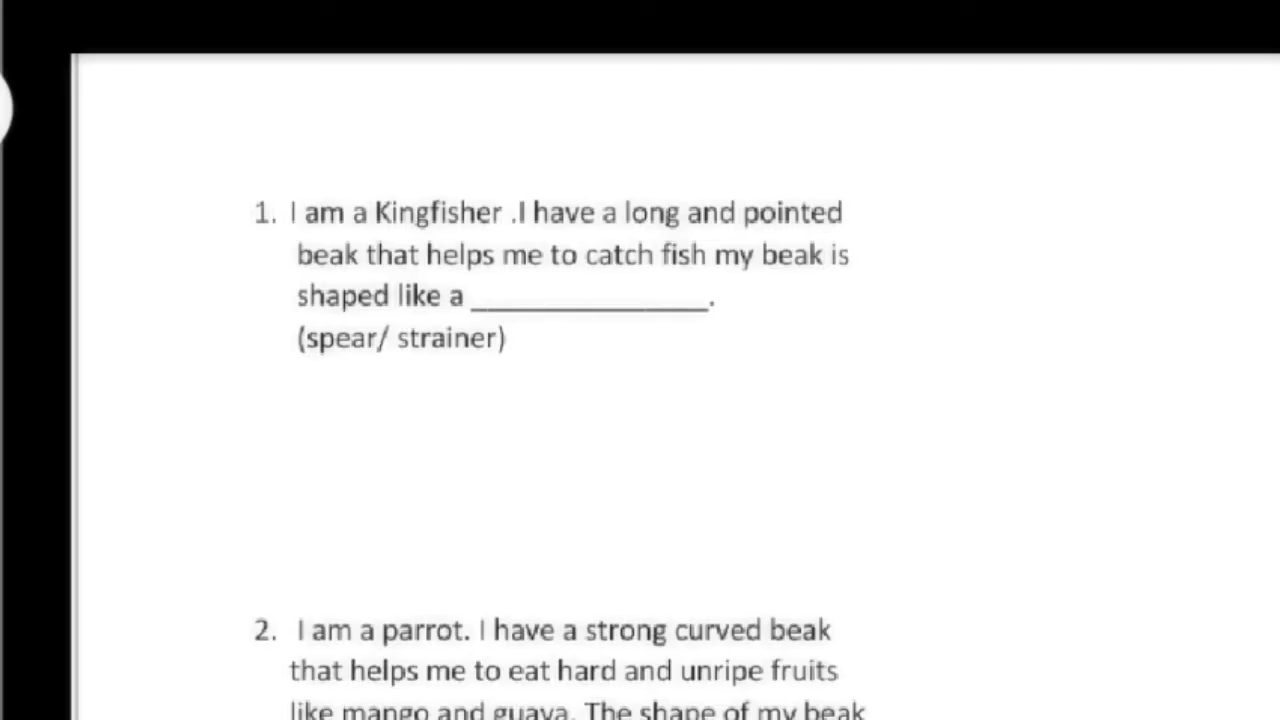 1. I am a Kingfisher .I have a long and pointed
beak that helps me to catch fish my beak is
shaped like a ________________.
(spear/ strainer)
2. I am a parrot. I have a strong curved beak
that helps me to eat hard and unripe fruits
like mango and guava. The shape of my beak